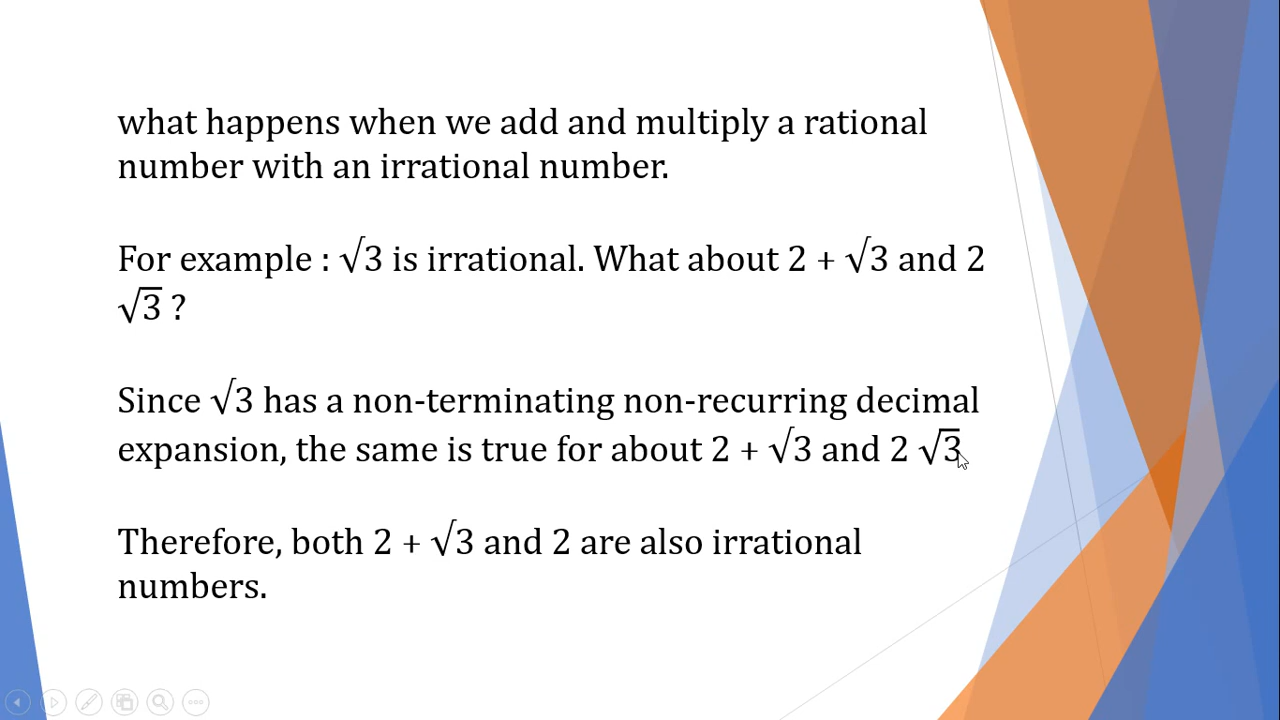 what happens when we add and multiply a rational
number with an irrational number.
For example : √3 is irrational. What about 2 + √3 and 2
√3 ?
Since √3 has a non-terminating non-recurring decimal
expansion, the same is true for about 2 + √3 and 2 √3
Therefore, both 2 + √3 and 2 are also irrational
numbers.